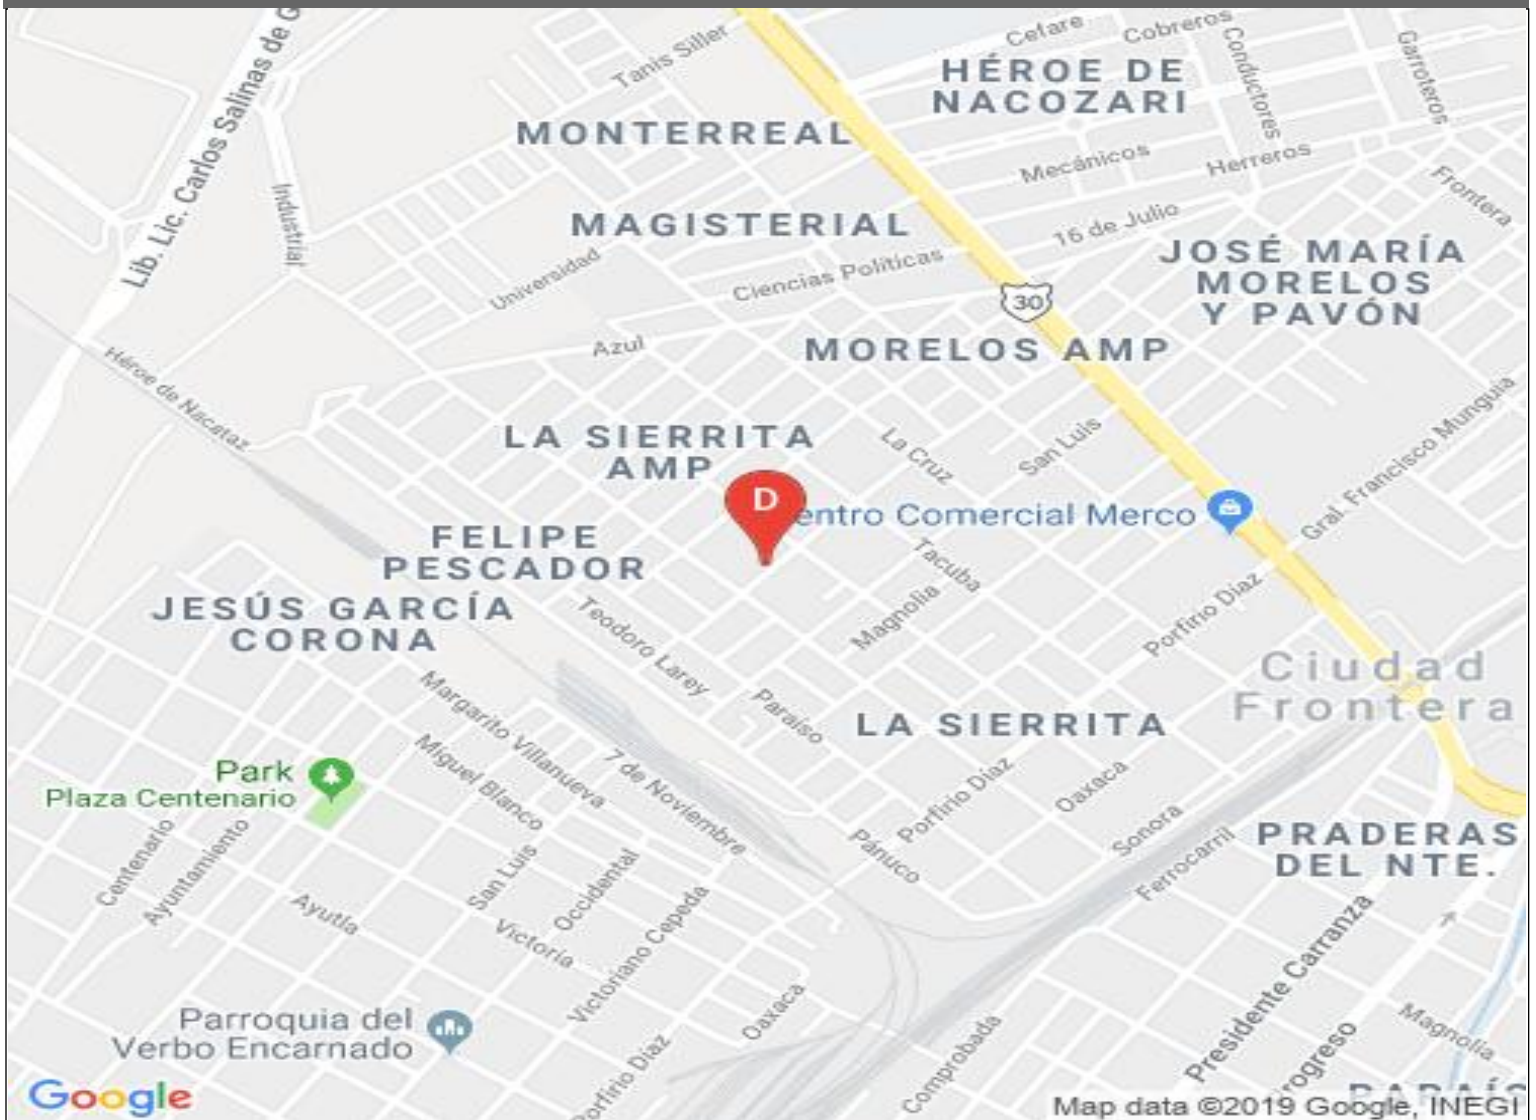 Cefare
Cobreros
Conductores
Garroteros
Tanis Siller
HÉROE DE
NACOZARI
MONTERREAL
Lib. Lic. Carlos Salinas de G
Mecánicos
Herreros
Frontera
Industrial
MAGISTERIAL
16 de Julio
JOSÉ MARÍA
MORELOS
Y PAVÓN
Universidad
Ciencias Políticas
30
Azul
MORELOS AMP
Héroe de Nacataz
LA SIERRITA
AMP
La Cruz
San Luis
Gral. Francisco Munguia
D
entro Comercial Merco
FELIPE
PESCADOR
Tacuba
JESÚS GARCÍA
CORONA
Teodoro Larey
Magnolia
Porfirio Díaz
Ciudad
Frontera
Margarito Villanueva
Paraíso
LA SIERRITA
Miguel Blanco
7 de Noviembre
Park
Plaza Centenario
Porfirio Díaz
Oaxaca
Sonora
Ferrocarril
PRADERAS
DEL NTE.
Centenario
Ayuntamiento
San Luis
Occidental
Pánuco
Ayutla
Victoria
Victoriano Cepeda
Presidente Carranza
Parroquia del
Verbo Encarnado
Oaxaca
Comprobada
Magnolia
orfirio Díaz
rogreso
PARAÍS
Google
Map data ©2019 Google, INEGI